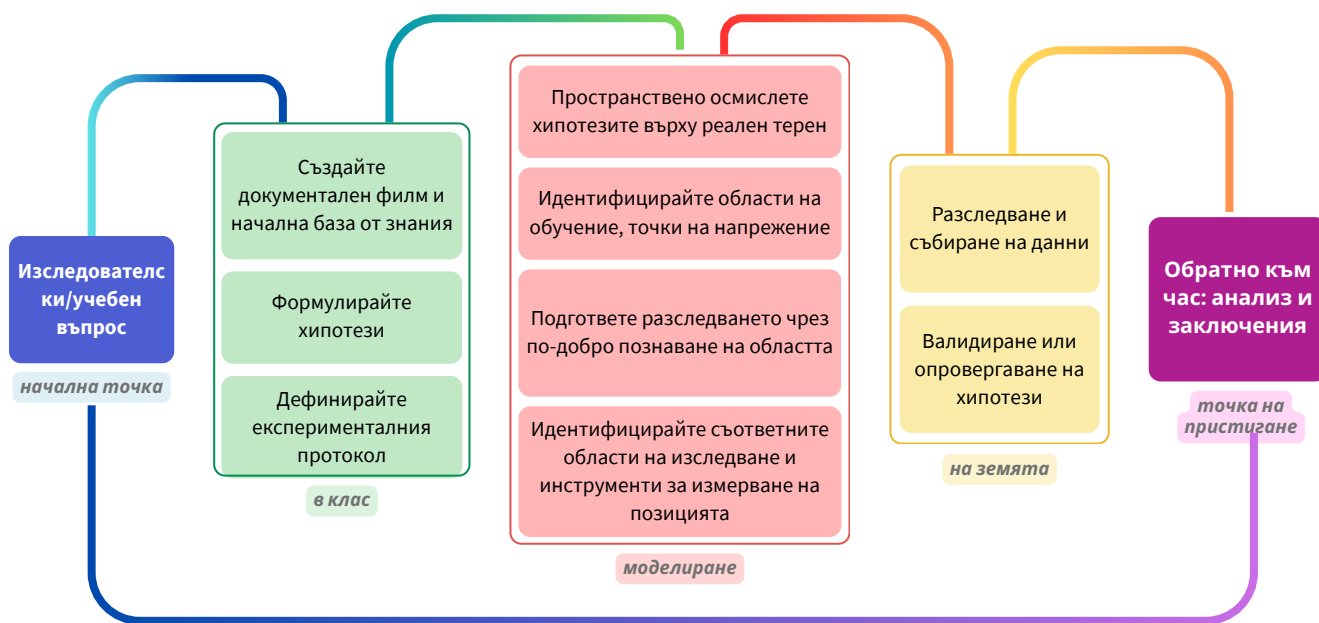 Изследователс
ки/учебен
въпрос
начална точка
Създайте
документален филм и
начална база от знания
Формулирайте
хипотези
Дефинирайте
експерименталния
протокол
в клас
Пространствено осмислете
хипотезите върху реален терен
Идентифицирайте области на
обучение, точки на напрежение
Подгответе разследването чрез
по-добро познаване на областта
Идентифицирайте съответните
области на изследване и
инструменти за измерване на
позицията
моделиране
Разследване и
събиране на данни
Валидиране или
опровергаване на
хипотези
на земята
Обратно към
час: анализ и
заключения
точка на
пристигане